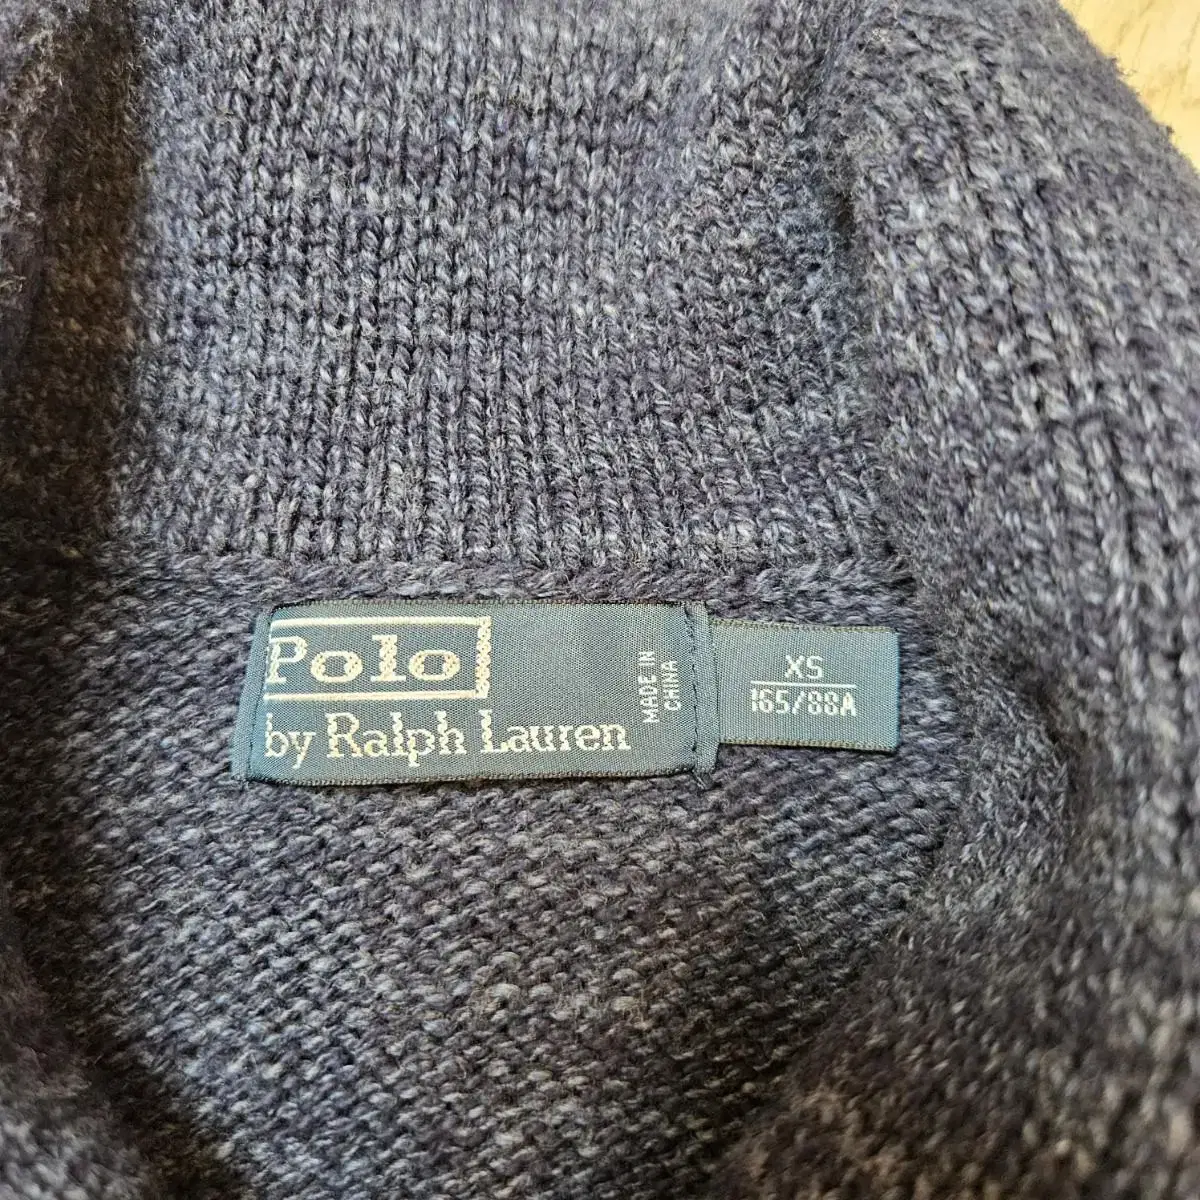 Polo
by Ralph Lauren
MADE IN
CHINA
XS
165/88A